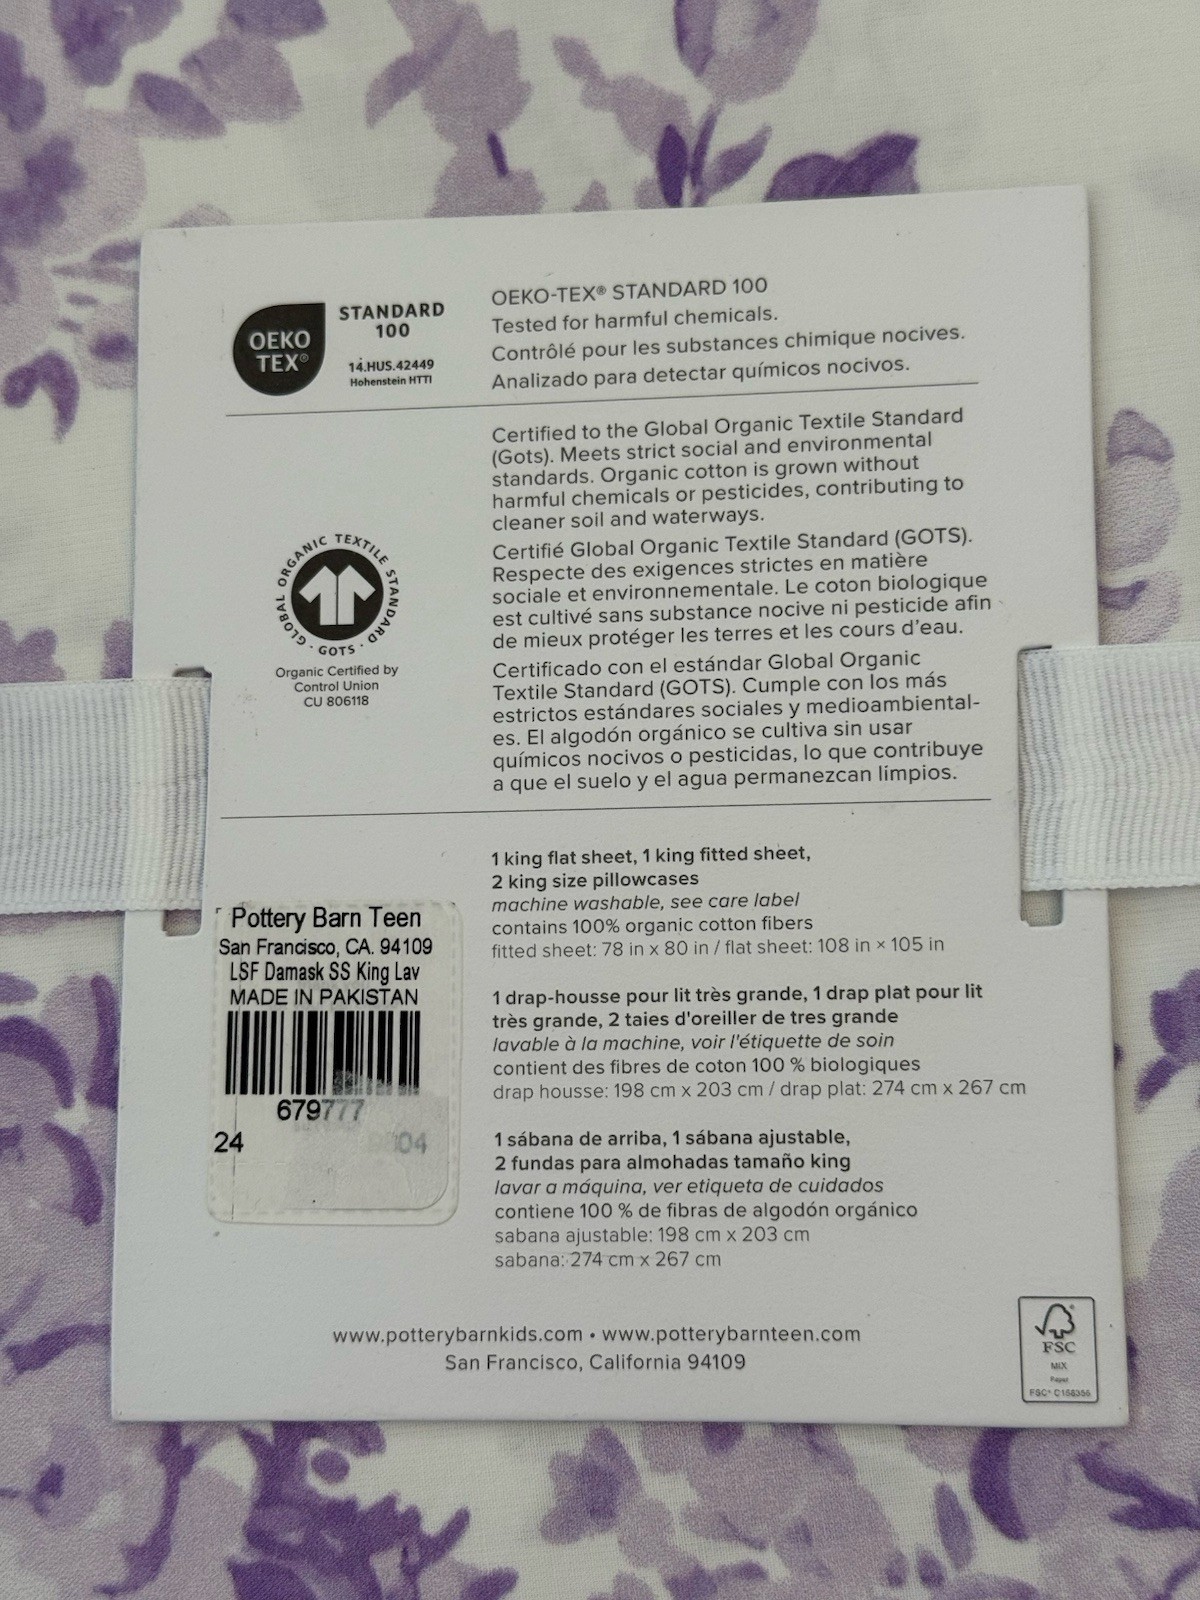 OEKO
TEX®
STANDARD
100
14.HUS.42449
Hohenstein HTTI
OEKO-TEX® STANDARD 100
Tested for harmful chemicals.
Contrôlé pour les substances chimique nocives.
Analizado para detectar químicos nocivos.
GLOBAL ORGANIC TEXTILE STANDARD · GOTS ·
Organic Certified by
Control Union
CU 806118
Certified to the Global Organic Textile Standard
(Gots). Meets strict social and environmental
standards. Organic cotton is grown without
harmful chemicals or pesticides, contributing to
cleaner soil and waterways.
Certifié Global Organic Textile Standard (GOTS).
Respecte des exigences strictes en matière
sociale et environnementale. Le coton biologique
est cultivé sans substance nocive ni pesticide afin
de mieux protéger les terres et les cours d'eau.
Certificado con el estándar Global Organic
Textile Standard (GOTS). Cumple con los más
estrictos estándares sociales y medioambiental-
es. El algodón orgánico se cultiva sin usar
químicos nocivos o pesticidas, lo que contribuye
a que el suelo y el agua permanezcan limpios.
Pottery Barn Teen
San Francisco, CA. 94109
LSF Damask SS King Lav
MADE IN PAKISTAN
679777
24
1 king flat sheet, 1 king fitted sheet,
2 king size pillowcases
machine washable, see care label
contains 100% organic cotton fibers
fitted sheet: 78 in x 80 in / flat sheet: 108 in × 105 in
1 drap-housse pour lit très grande, 1 drap plat pour lit
très grande, 2 taies d'oreiller de tres grande
lavable à la machine, voir l'étiquette de soin
contient des fibres de coton 100 % biologiques
drap housse: 198 cm x 203 cm / drap plat: 274 cm x 267 cm
1 sábana de arriba, 1 sábana ajustable,
2 fundas para almohadas tamaño king
lavar a máquina, ver etiqueta de cuidados
contiene 100 % de fibras de algodón orgánico
sabana ajustable: 198 cm x 203 cm
sabana: 274 cm x 267 cm
www.potterybarnkids.com • www.potterybarnteen.com
San Francisco, California 94109
FSC
MIX
Paper